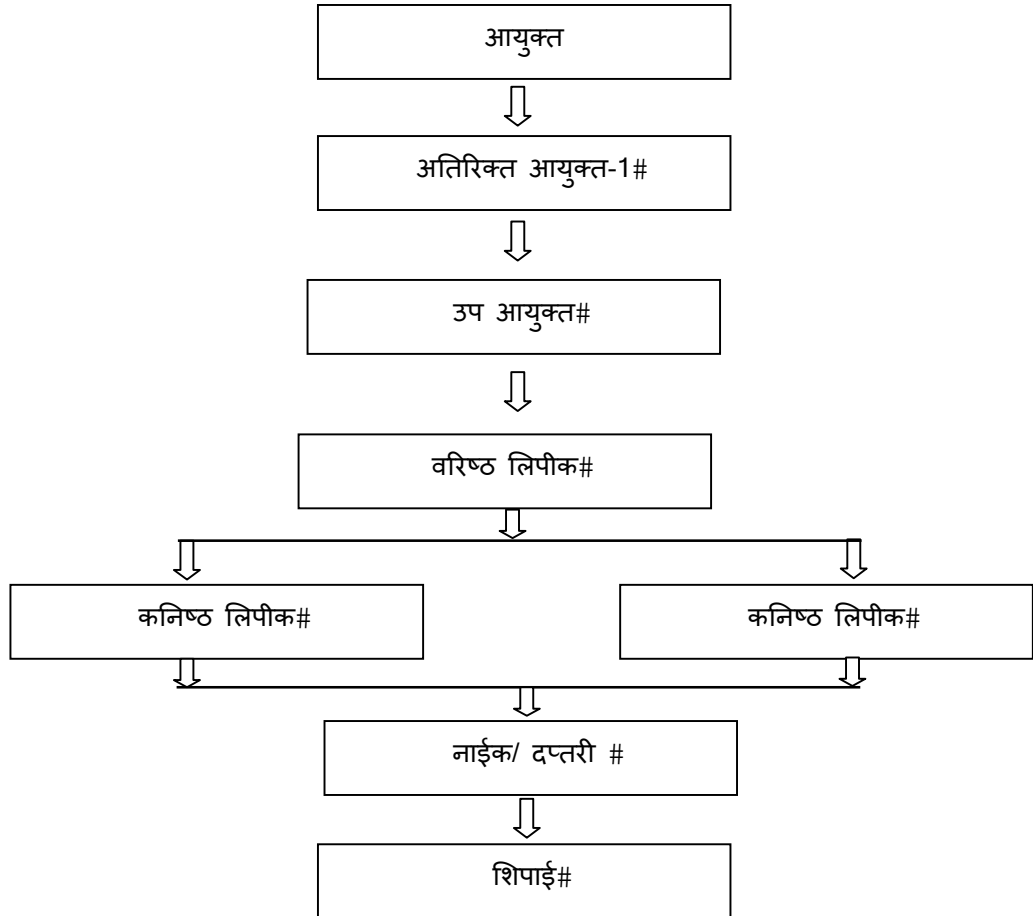 आयुक्त
अतिरिक्त आयुक्त-1#
उप आयुक्त#
वरिष्ठ लिपीक#
कनिष्ठ लिपीक#
कनिष्ठ लिपीक#
नाईक/ दप्तरी #
शिपाई#